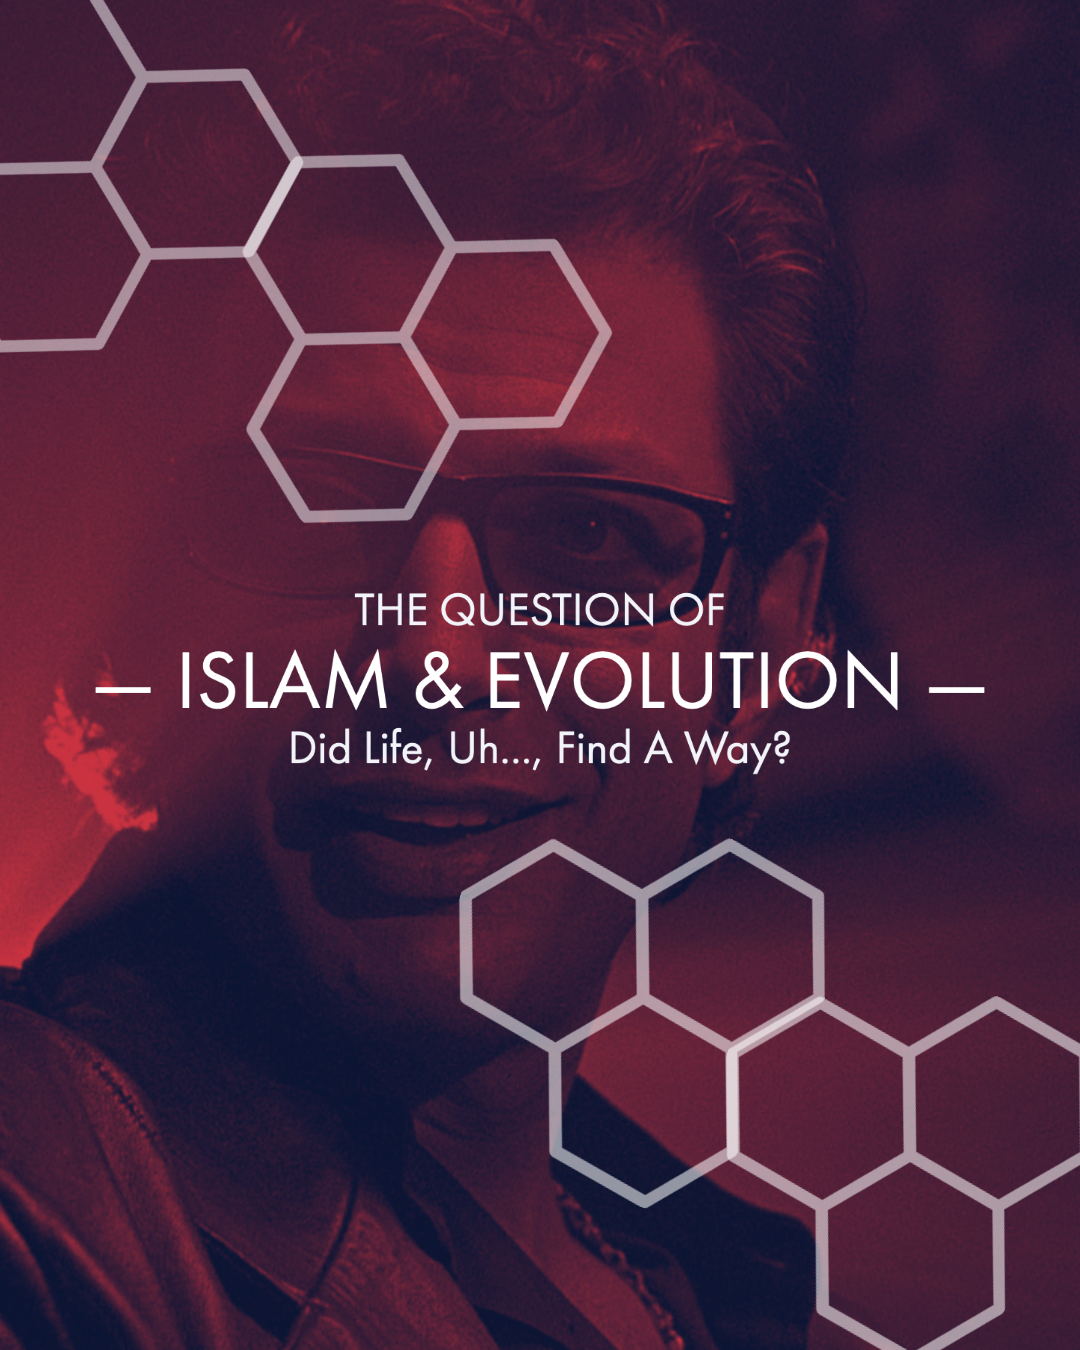 THE QUESTION OF
— ISLAM & EVOLUTION —
Did Life, Uh..., Find A Way?